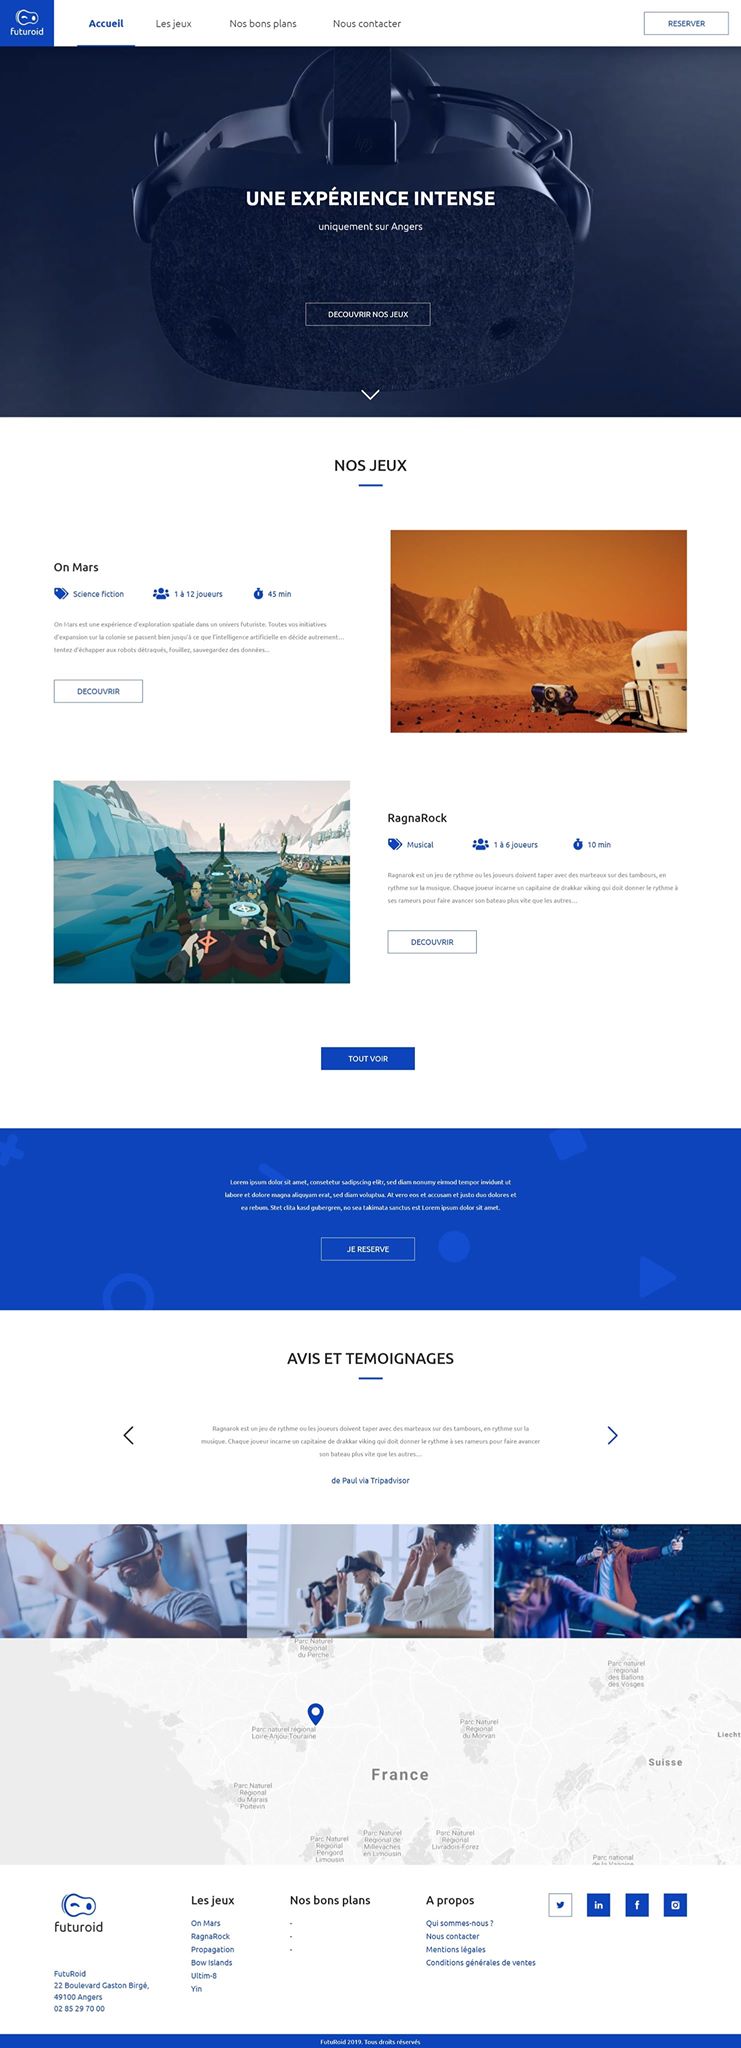 futuroid
Accueil
Les jeux
Nos bons plans
Nous contacter
RESERVER
UNE EXPÉRIENCE INTENSE
uniquement sur Angers
DECOUVRIR NOS JEUX
NOS JEUX
On Mars
Science fiction
1 à 12 joueurs
45 min
On Mars est une expérience d'exploration spatiale dans un univers futuriste. Toutes vos initiatives
d'expansion sur la colonie se passent bien jusqu'à ce que l'intelligence artificielle en décide autrement...
tentez d'échapper aux robots détraqués, fouillez, sauvegardez des données...
DECOUVRIR
RagnaRock
Musical
1 à 6 joueurs
10 min
Ragnarok est un jeu de rythme ou les joueurs doivent taper avec des marteaux sur des tambours, en
rythme sur la musique. Chaque joueur incarne un capitaine de drakkar viking qui doit donner le rythme à
ses rameurs pour faire avancer son bateau plus vite que les autres...
DECOUVRIR
TOUT VOIR
Lorem ipsum dolor sit amet, consetetur sadipscing elitr, sed diam nonumy eirmod tempor invidunt ut
labore et dolore magna aliquyam erat, sed diam voluptua. At vero eos et accusam et justo duo dolores et
ea rebum. Stet clita kasd gubergren, no sea takimata sanctus est Lorem ipsum dolor sit amet.
JE RESERVE
AVIS ET TEMOIGNAGES
Ragnarok est un jeu de rythme ou les joueurs doivent taper avec des marteaux sur des tambours, en rythme sur la
musique. Chaque joueur incarne un capitaine de drakkar viking qui doit donner le rythme à ses rameurs pour faire avancer
son bateau plus vite que les autres...
de Paul via Tripadvisor
Parc Naturel
Régional
du Perche
Parc naturel
régional
des Ballons
des Vosges
Parc naturel régional
Loire-Anjou-Touraine
Parc Naturel
Régional
du Morvan
Liecht
Suisse
France
Parc Naturel
Régional
du Marais
Poitevin
Parc Naturel
Régional
Périgord
Limousin
Parc Naturel
Régional de
Millevaches
en Limousin
Parc Naturel
Régional
Livradois-Forez
Parc national
de la Vanoise
futuroid
FutuRoid
22 Boulevard Gaston Birgé,
49100 Angers
02 85 29 70 00
Les jeux
On Mars
RagnaRock
Propagation
Bow Islands
Ultim-8
Yin
Nos bons plans
-
-
-
A propos
Qui sommes-nous ?
Nous contacter
Mentions légales
Conditions générales de ventes
FutuRoid 2019. Tous droits réservés